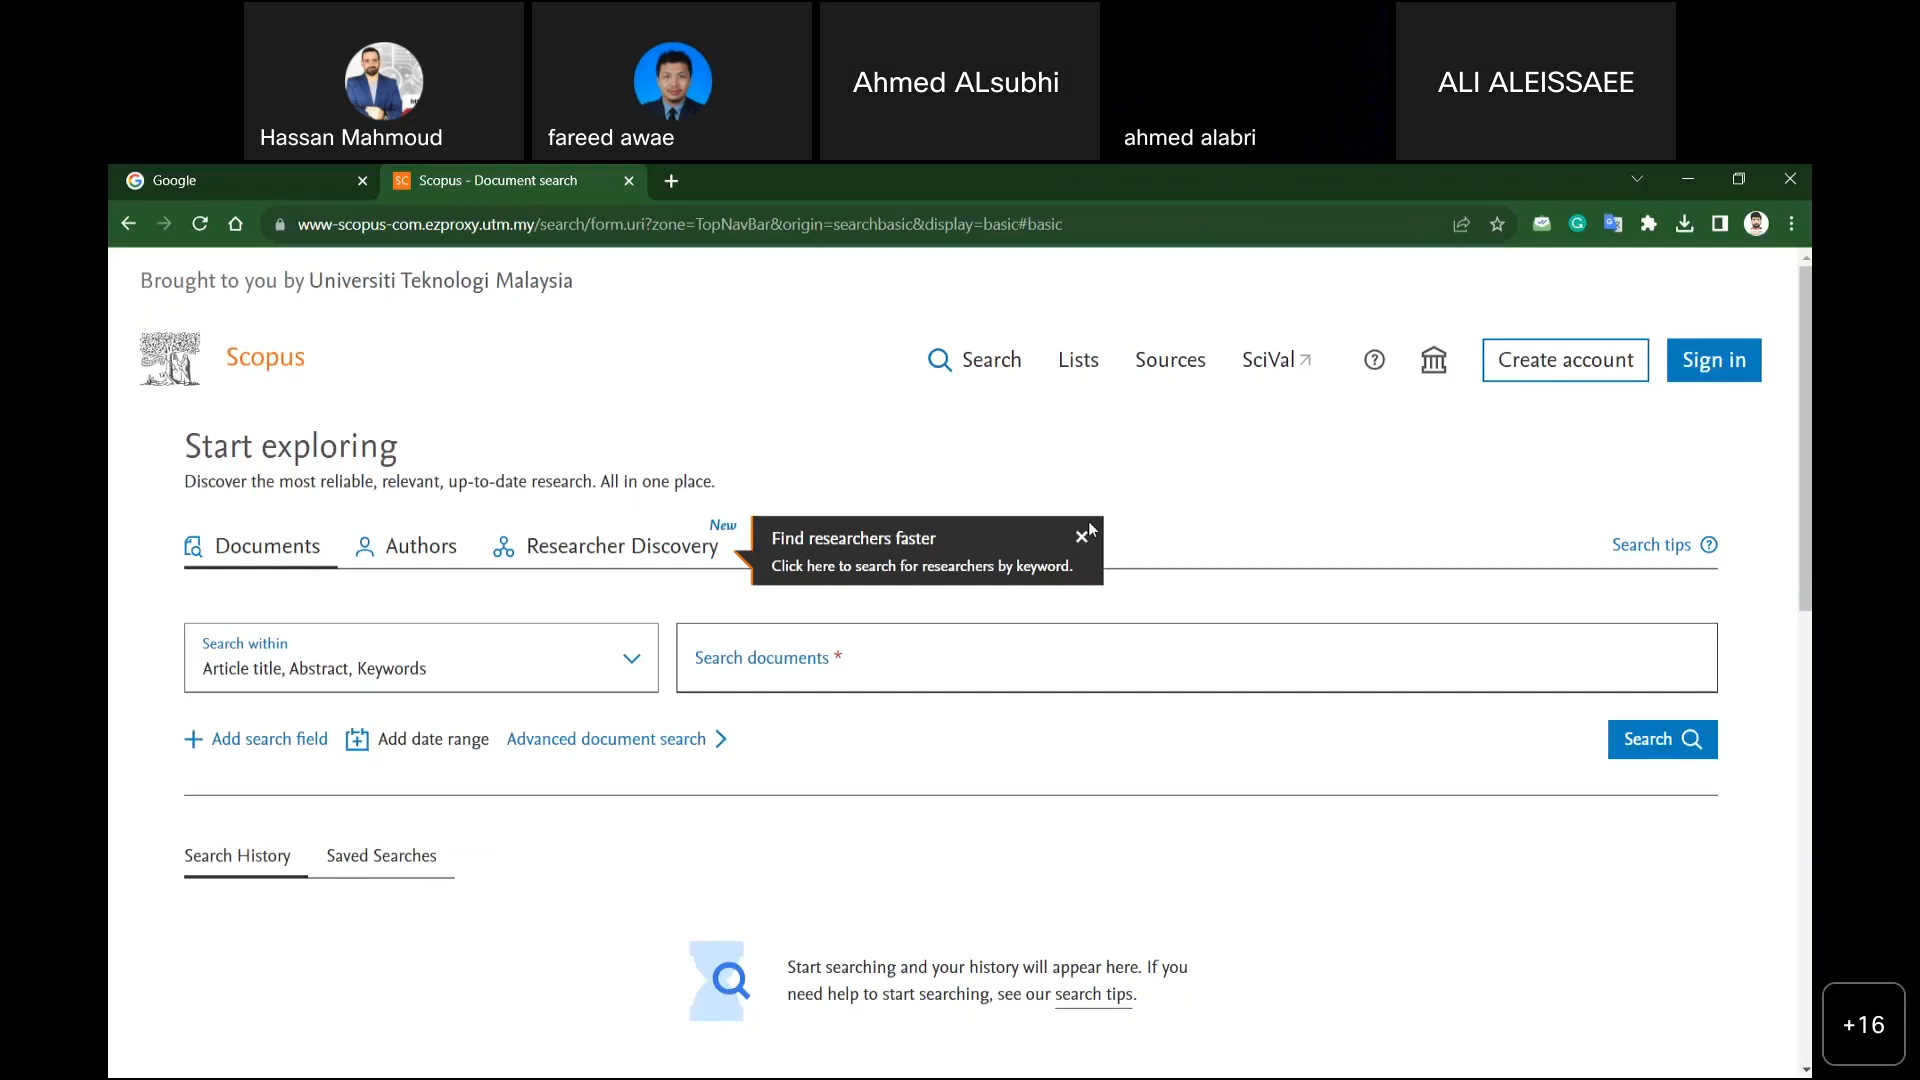 Hassan Mahmoud
fareed awae
Ahmed ALsubhi
ahmed alabri
ALI ALEISSAEE
Google
SC Scopus - Document search
www-scopus-com.ezproxy.utm.my/search/form.uri?zone=TopNavBar&origin=searchbasic&display=basic#basic
Brought to you by Universiti Teknologi Malaysia
Scopus
Search Lists Sources SciVal
Create account
Sign in
Start exploring
Discover the most reliable, relevant, up-to-date research. All in one place.
Documents
Authors
Researcher Discovery
New
Find researchers faster
Click here to search for researchers by keyword.
Search tips
Search within
Article title, Abstract, Keywords
Search documents *
Add search field
Add date range
Advanced document search
Search
Search History
Saved Searches
Start searching and your history will appear here. If you
need help to start searching, see our search tips.
+16